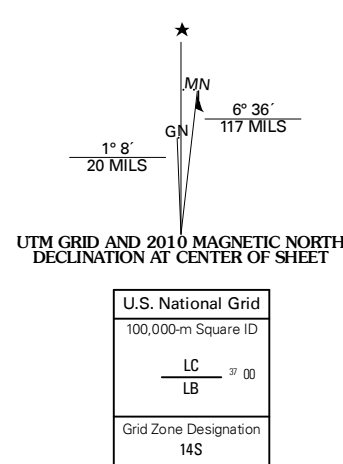 ★
MN
6° 36´
117 MILS
GN
1° 8´
20 MILS
UTM GRID AND 2010 MAGNETIC NORTH
DECLINATION AT CENTER OF SHEET
U.S. National Grid
100,000-m Square ID
LC
37 00
LB
Grid Zone Designation
14S